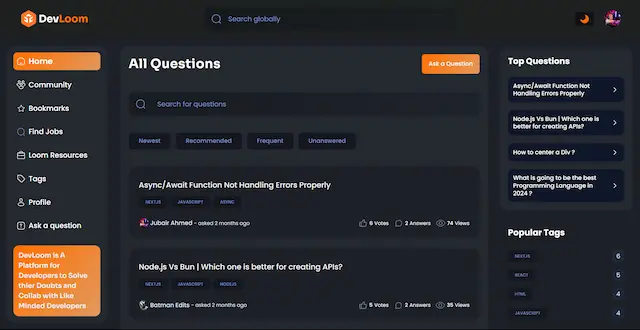 DevLoom
Search globally
Home
Community
Bookmarks
Find Jobs
Loom Resources
Tags
Profile
Ask a question
DevLoom Is A
Platform for
Developers to Solve
thier Doubts and
Collab with Like
Minded Developers
All Questions
Ask a Question
Search for questions
Newest
Recommended
Frequent
Unanswered
Async/Await Function Not Handling Errors Properly
NEXTJS JAVASCRIPT ASYNC
Jubair Ahmed - asked 2 months ago
6 Votes 2 Answers 74 Views
Node.js Vs Bun | Which one is better for creating APIs?
NEXTJS JAVASCRIPT NODEJS
Batman Edits - asked 2 months ago
5 Votes 2 Answers 35 Views
Top Questions
Async/Await Function Not
Handling Errors Properly
Node.js Vs Bun | Which one is
better for creating APIs?
How to center a Div ?
What is going to be the best
Programming Language in
2024 ?
Popular Tags
NEXTJS 6
REACT 5
HTML 4
JAVASCRIPT 4